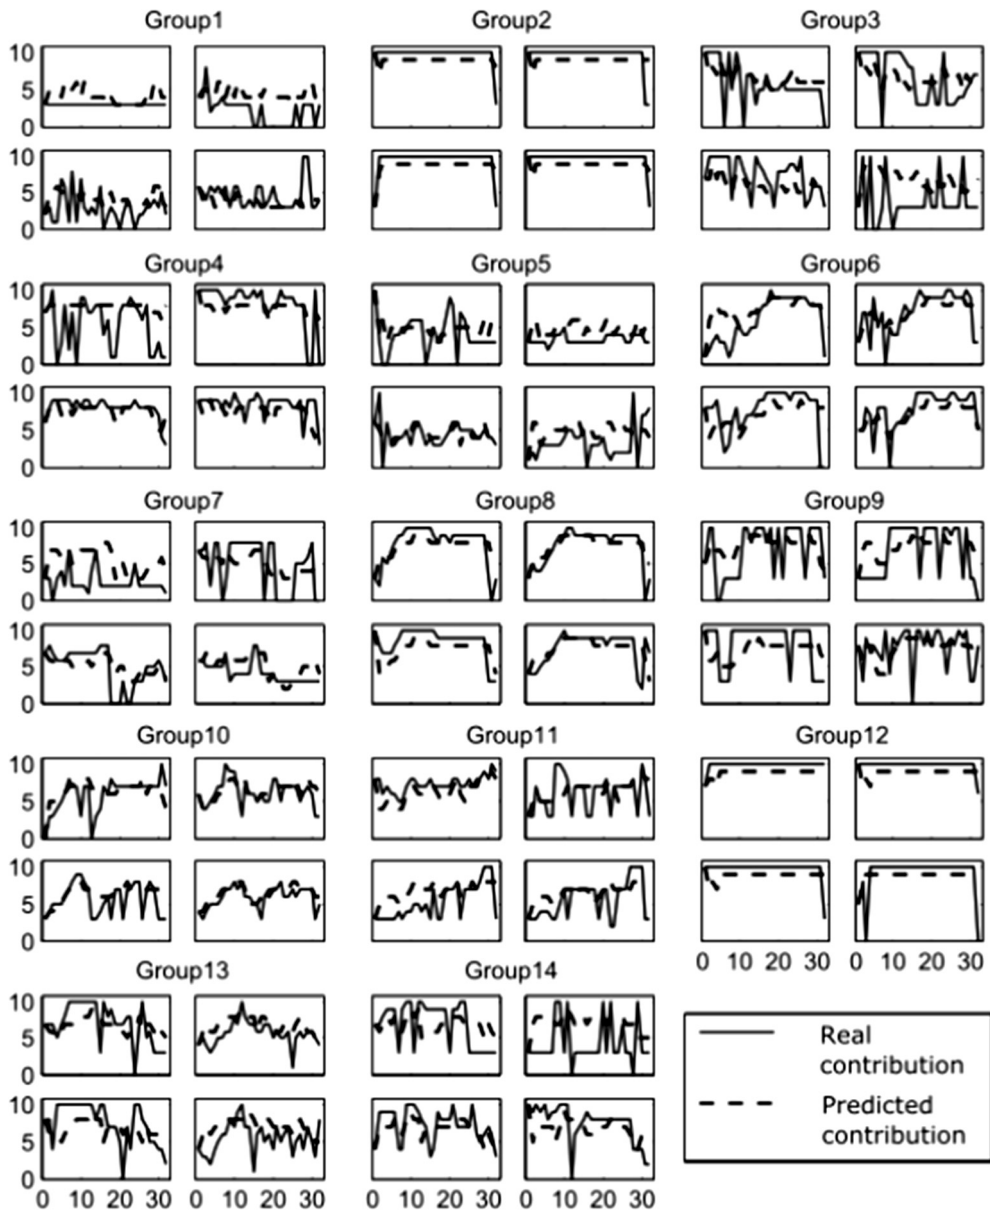 Group1 Group2 Group3
10
5
0
10
5
0
Group4 Group5 Group6
10
5
0
10
5
0
Group7 Group8 Group9
10
5
0
10
5
0
Group10 Group11 Group12
10
5
0
10
5
0
0 10 20 30 0 10 20 30
Group13 Group14
10
5
0
10
5
0
0 10 20 30 0 10 20 30 0 10 20 30 0 10 20 30
Real
contribution
Predicted
contribution